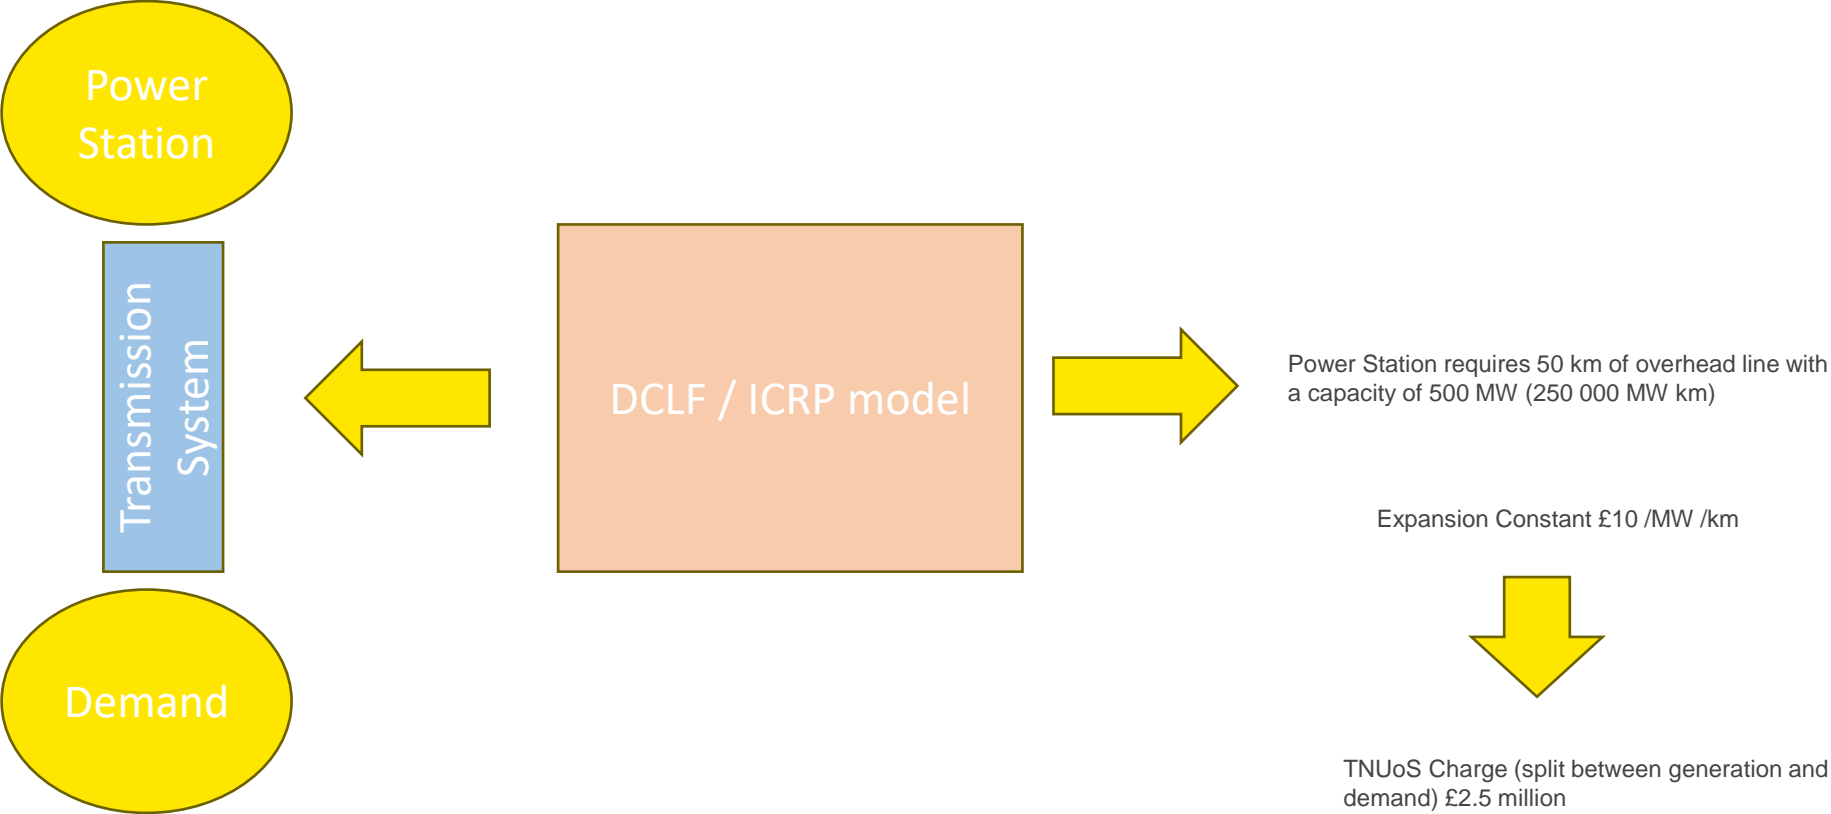 Power
Station
Transmission
System
Demand
DCLF / ICRP model
Power Station requires 50 km of overhead line with
a capacity of 500 MW (250 000 MW km)
Expansion Constant £10 /MW /km
TNUoS Charge (split between generation and
demand) £2.5 million